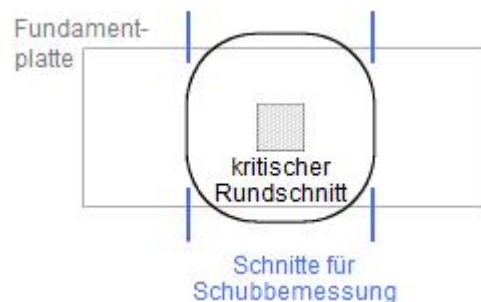 Fundament-
platte
kritischer
Rundschnitt
Schnitte für
Schubbemessung